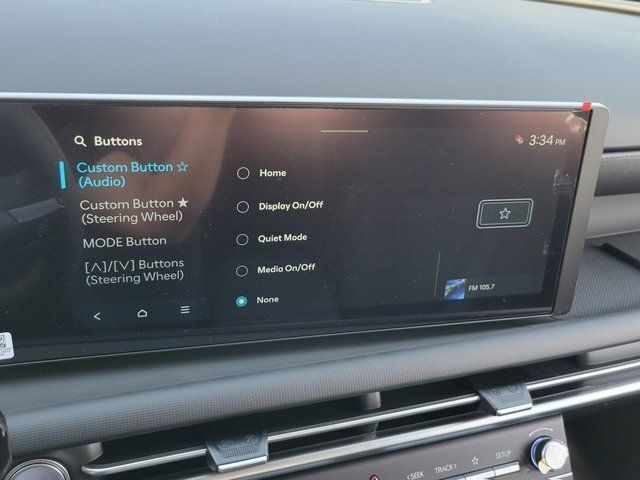 Buttons
3:34 PM
Custom Button ☆
(Audio)
Custom Button ★
(Steering Wheel)
MODE Button
[∧]/[∨] Buttons
(Steering Wheel)
Home
Display On/Off
Quiet Mode
Media On/Off
None
☆
FM 105.7
< SEEK
TRACK >
☆
SETUP